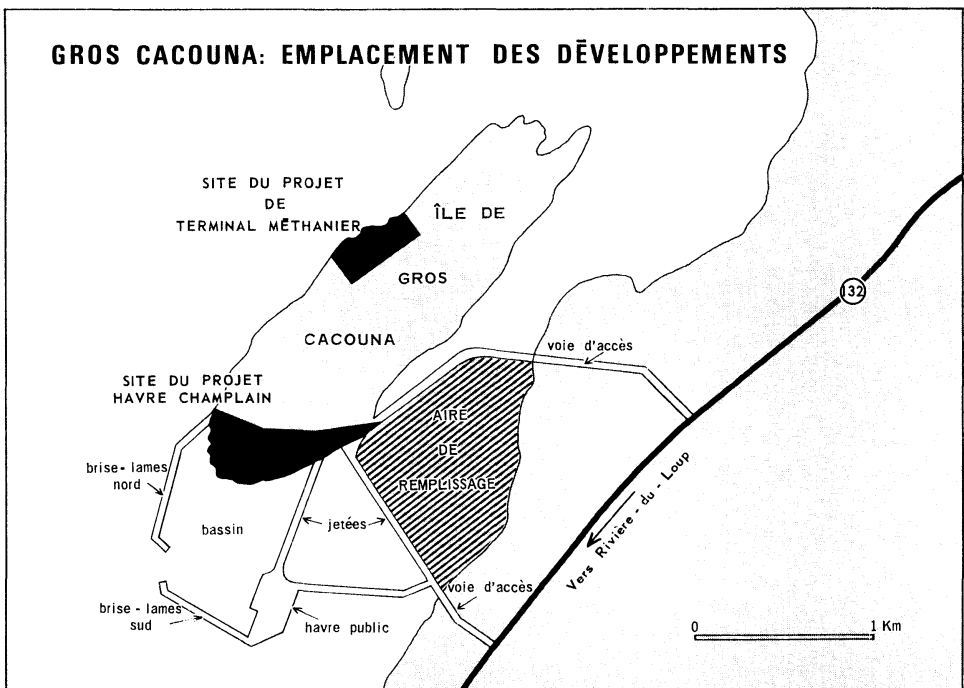 GROS CACOUNA: EMPLACEMENT DES DĒVELOPPEMENTS
SITE DU PROJET
DE
TERMINAL MĒTHANIER
ÎLE DE
GROS
CACOUNA
132
voie d'accès
SITE DU PROJET
HAVRE CHAMPLAIN
AIRE
DE
REMPLISSAGE
brise-lames
nord
bassin
jetées
Vers Rivière-du-Loup
voie d'accès
brise-lames
sud
havre public
0 1 Km